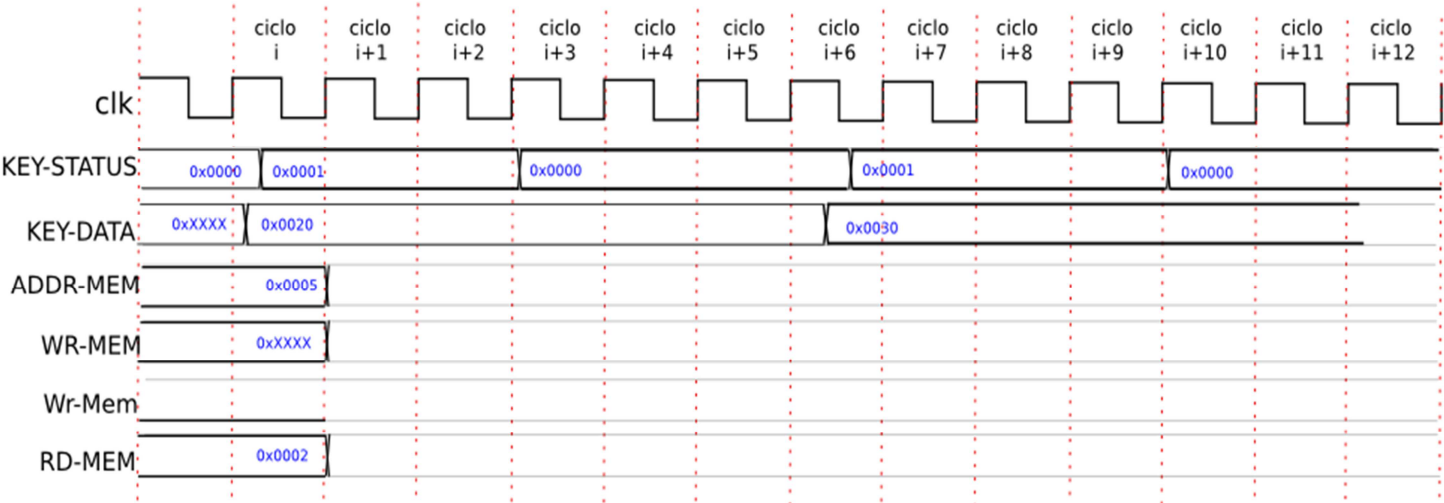 ciclo ciclo ciclo ciclo ciclo ciclo ciclo ciclo ciclo ciclo ciclo ciclo ciclo
i i+1 i+2 i+3 i+4 i+5 i+6 i+7 i+8 i+9 i+10 i+11 i+12
clk
KEY-STATUS 0x0000 0x0001 0x0000 0x0001 0x0000
KEY-DATA 0xXXXX 0x0020 0x0030
ADDR-MEM 0x0005
WR-MEM 0xXXXX
Wr-Mem
RD-MEM 0x0002